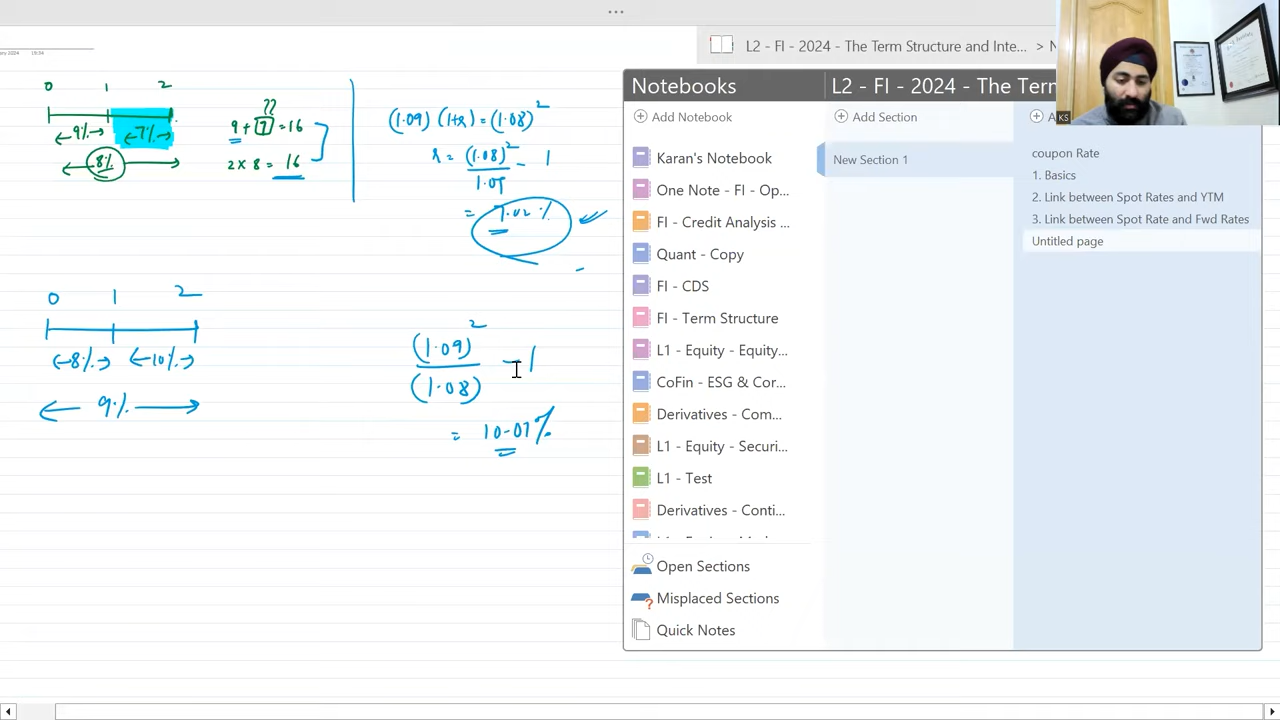 L2 - FI - 2024 - The Term Structure and Inte... >
19:34
0 1 2
9% 7%
8%
??
9 + 7 = 16
2 x 8 = 16
(1.09) (1+r) = (1.08)^2
r = (1.08)^2 / 1.09 - 1
= 7.02%
0 1 2
8% 10%
9%
(1.09)^2 / (1.08) - 1
= 10.01%
Notebooks
Add Notebook
Karan's Notebook
One Note - FI - Op...
FI - Credit Analysis ...
Quant - Copy
FI - CDS
FI - Term Structure
L1 - Equity - Equity...
CoFin - ESG & Cor...
Derivatives - Com...
L1 - Equity - Securi...
L1 - Test
Derivatives - Conti...
Open Sections
Misplaced Sections
Quick Notes
L2 - FI - 2024 - The Term
Add Section
New Section 1
KS
coupon Rate
1. Basics
2. Link between Spot Rates and YTM
3. Link between Spot Rate and Fwd Rates
Untitled page